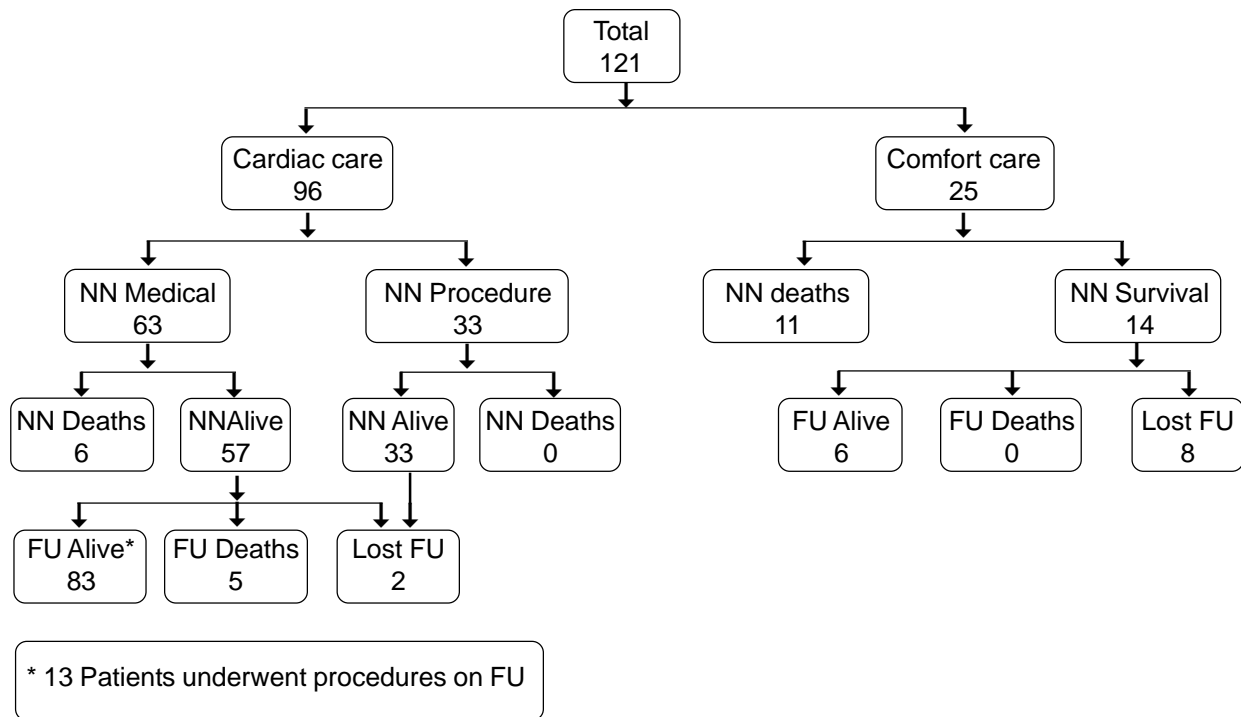 Total
121
Cardiac care
96
Comfort care
25
NN Medical
63
NN Procedure
33
NN deaths
11
NN Survival
14
NN Deaths
6
NNAlive
57
NN Alive
33
NN Deaths
0
FU Alive
6
FU Deaths
0
Lost FU
8
FU Alive*
83
FU Deaths
5
Lost FU
2
* 13 Patients underwent procedures on FU